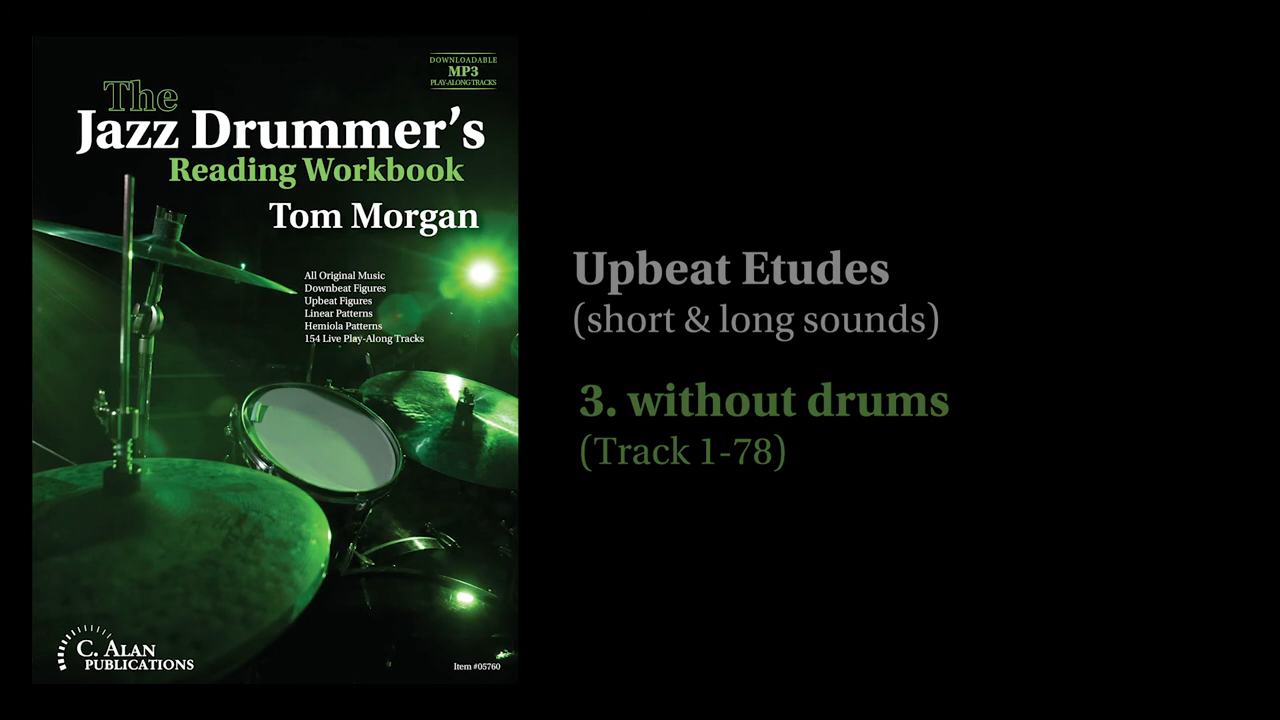 DOWNLOADABLE
MP3
PLAY-ALONG TRACKS
The
Jazz Drummer's
Reading Workbook
Tom Morgan
All Original Music
Downbeat Figures
Upbeat Figures
Linear Patterns
Hemiola Patterns
154 Live Play-Along Tracks
C. ALAN
PUBLICATIONS
Item #05760
Upbeat Etudes
(short & long sounds)
3. without drums
(Track 1-78)